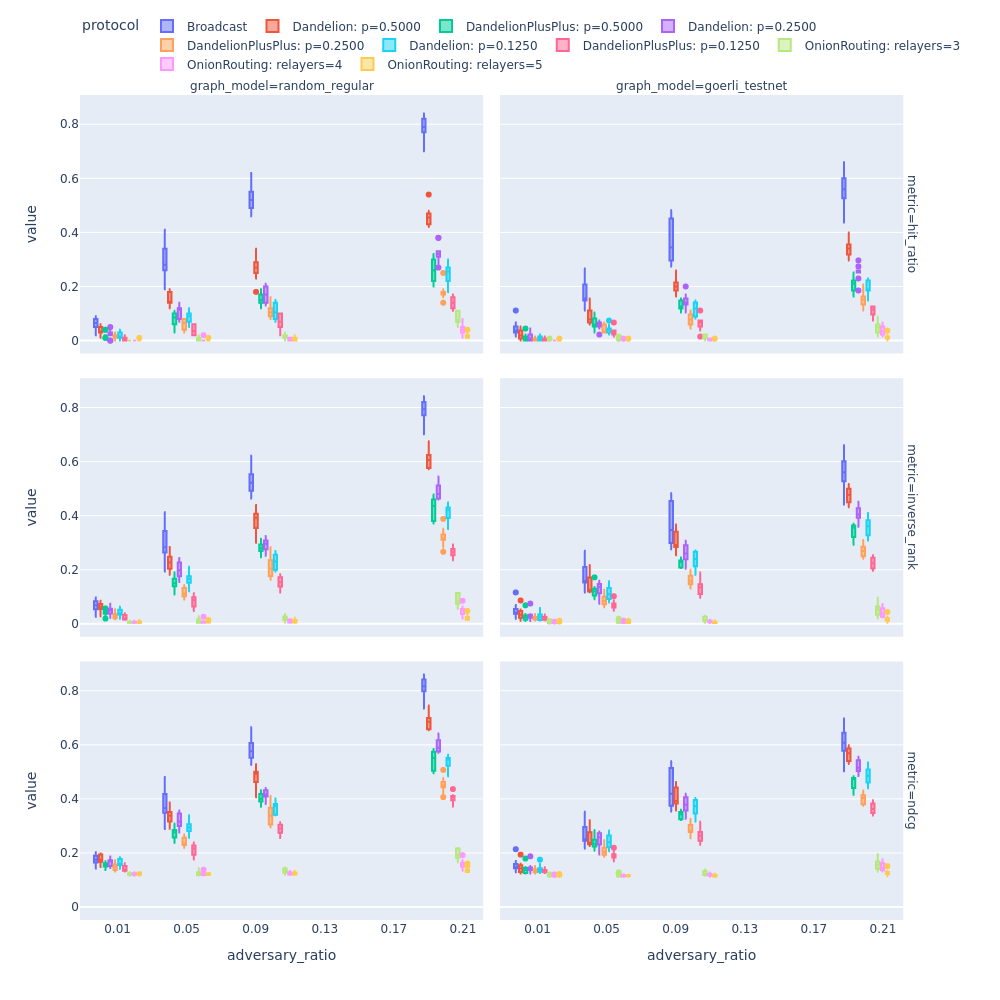 protocol
Broadcast Dandelion: p=0.5000 DandelionPlusPlus: p=0.5000 Dandelion: p=0.2500
DandelionPlusPlus: p=0.2500 Dandelion: p=0.1250 DandelionPlusPlus: p=0.1250 OnionRouting: relayers=3
OnionRouting: relayers=4 OnionRouting: relayers=5
graph_model=random_regular graph_model=goerli_testnet
0.8
0.6
0.4
0.2
0
value
metric=hit_ratio
0.8
0.6
0.4
0.2
0
value
metric=inverse_rank
0.8
0.6
0.4
0.2
0
value
metric=ndcg
0.01 0.05 0.09 0.13 0.17 0.21 0.01 0.05 0.09 0.13 0.17 0.21
adversary_ratio adversary_ratio